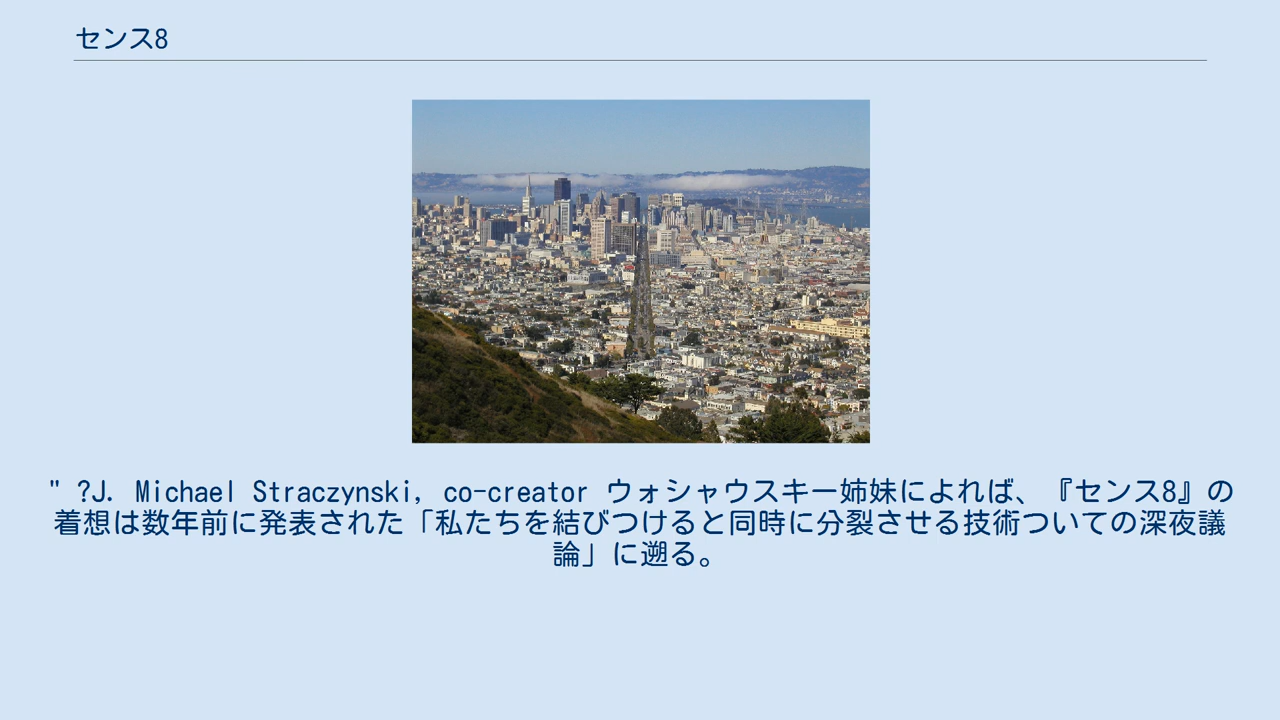 センス8
" ?J. Michael Straczynski, co-creator ウォシャウスキー姉妹によれば、『センス8』の
着想は数年前に発表された「私たちを結びつけると同時に分裂させる技術ついての深夜議
論」に遡る。